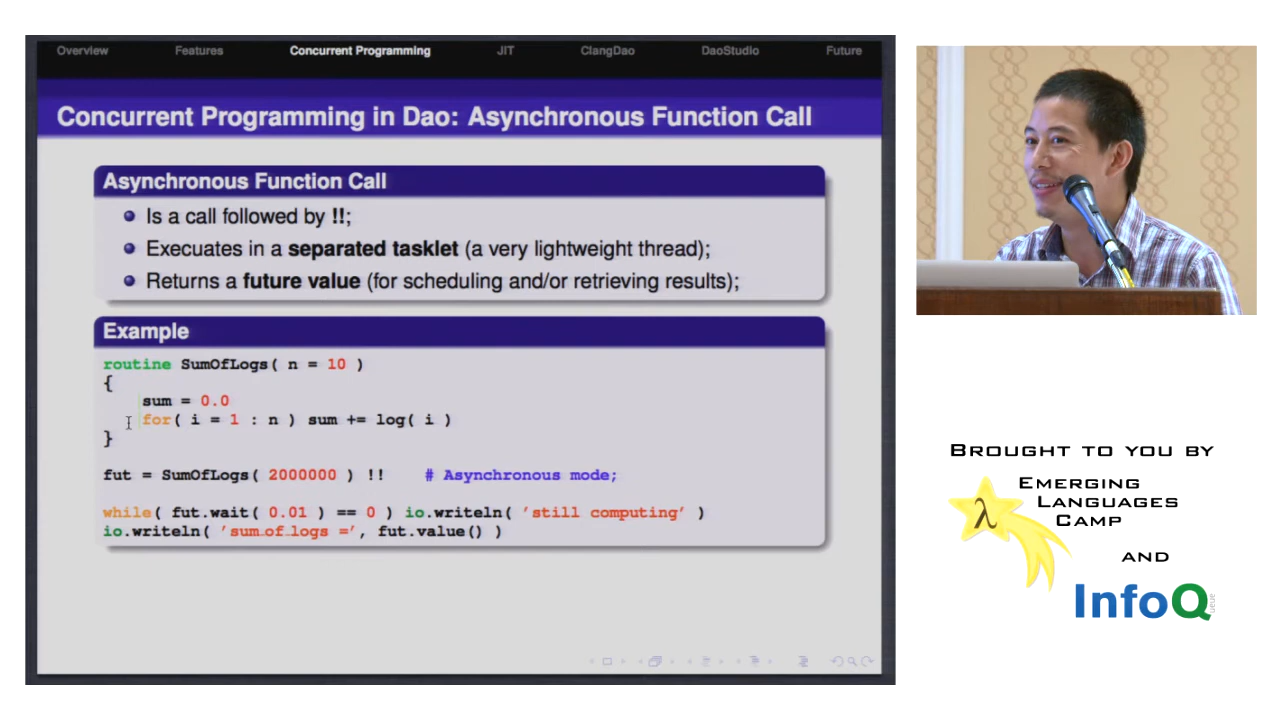 Overview Features Concurrent Programming JIT ClangDao DaoStudio Future
Concurrent Programming in Dao: Asynchronous Function Call
Asynchronous Function Call
Is a call followed by !!;
Execuates in a separated tasklet (a very lightweight thread);
Returns a future value (for scheduling and/or retrieving results);
Example
routine SumOfLogs( n = 10 )
{
sum = 0.0
for( i = 1 : n ) sum += log( i )
}
fut = SumOfLogs( 2000000 ) !! # Asynchronous mode;
while( fut.wait( 0.01 ) == 0 ) io.writeln( 'still computing' )
io.writeln( 'sum_of_logs =', fut.value() )
Brought to you by
Emerging
Languages
Camp
λ
and
InfoQ
ueue